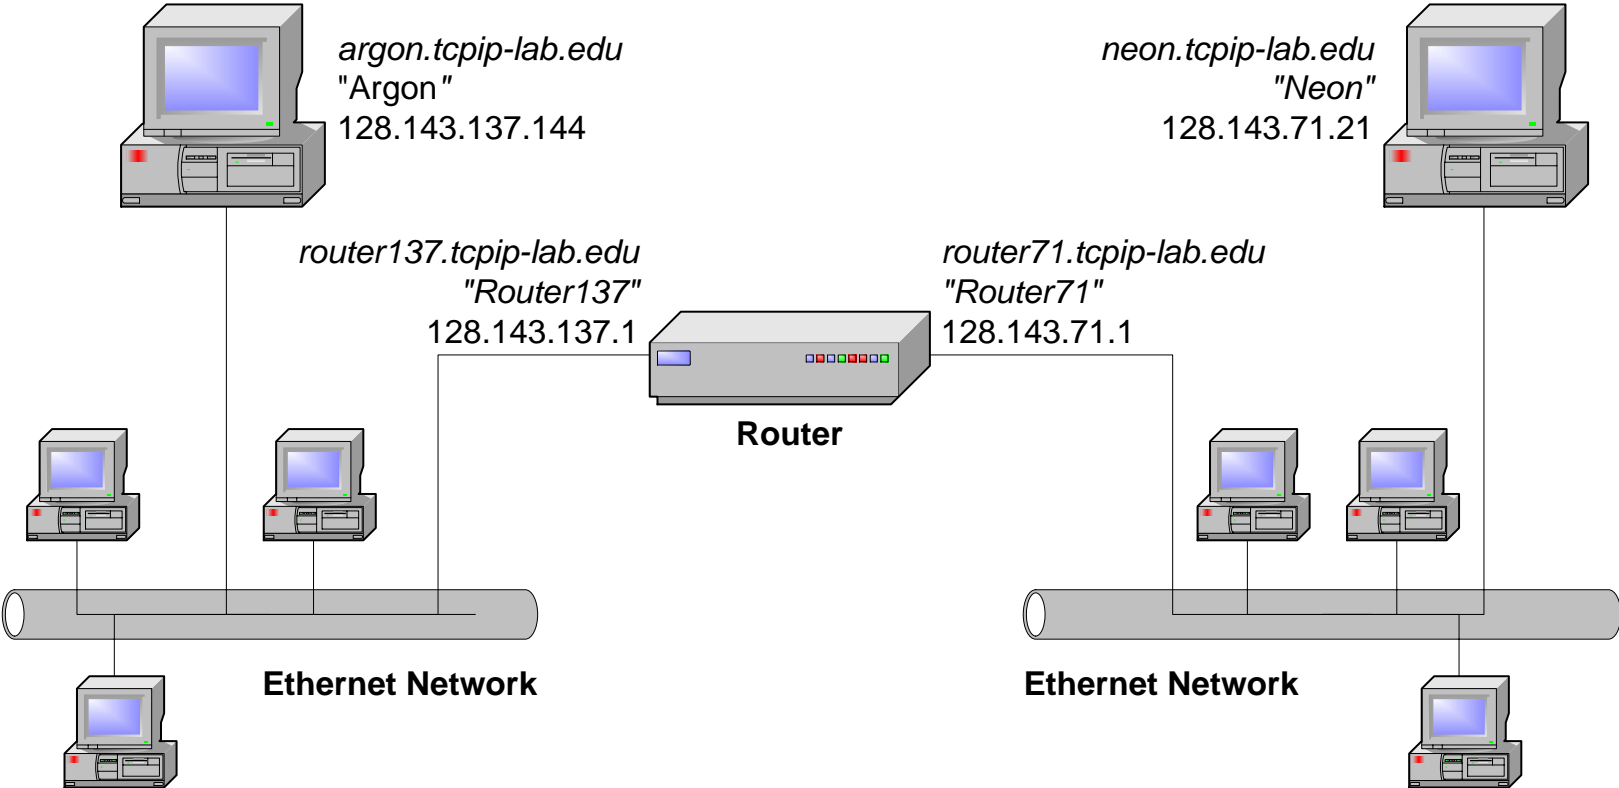 argon.tcpip-lab.edu
"Argon"
128.143.137.144
neon.tcpip-lab.edu
"Neon"
128.143.71.21
router137.tcpip-lab.edu
"Router137"
128.143.137.1
router71.tcpip-lab.edu
"Router71"
128.143.71.1
Router
Ethernet Network
Ethernet Network